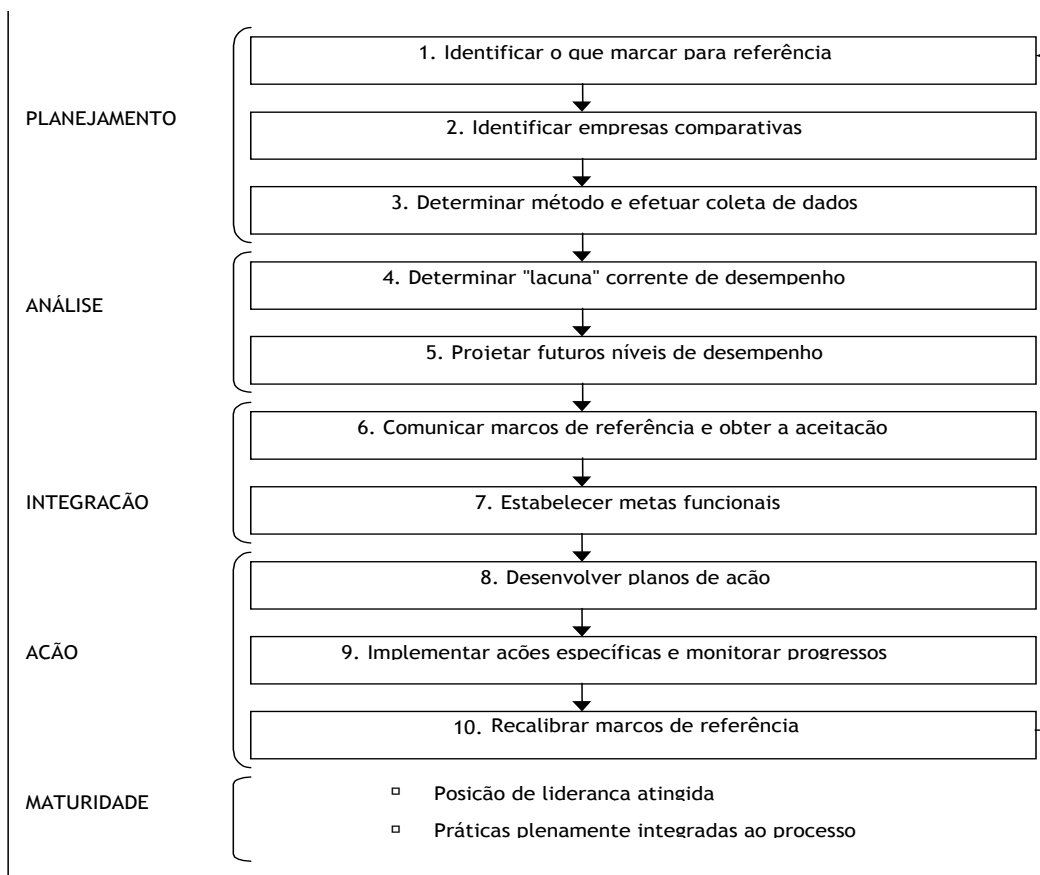 1. Identificar o que marcar para referência
PLANEJAMENTO
2. Identificar empresas comparativas
3. Determinar método e efetuar coleta de dados
4. Determinar "lacuna" corrente de desempenho
ANÁLISE
5. Projetar futuros níveis de desempenho
6. Comunicar marcos de referência e obter a aceitação
INTEGRAÇÃO
7. Estabelecer metas funcionais
8. Desenvolver planos de ação
AÇÃO
9. Implementar ações específicas e monitorar progressos
10. Recalibrar marcos de referência
MATURIDADE
Posição de liderança atingida
Práticas plenamente integradas ao processo